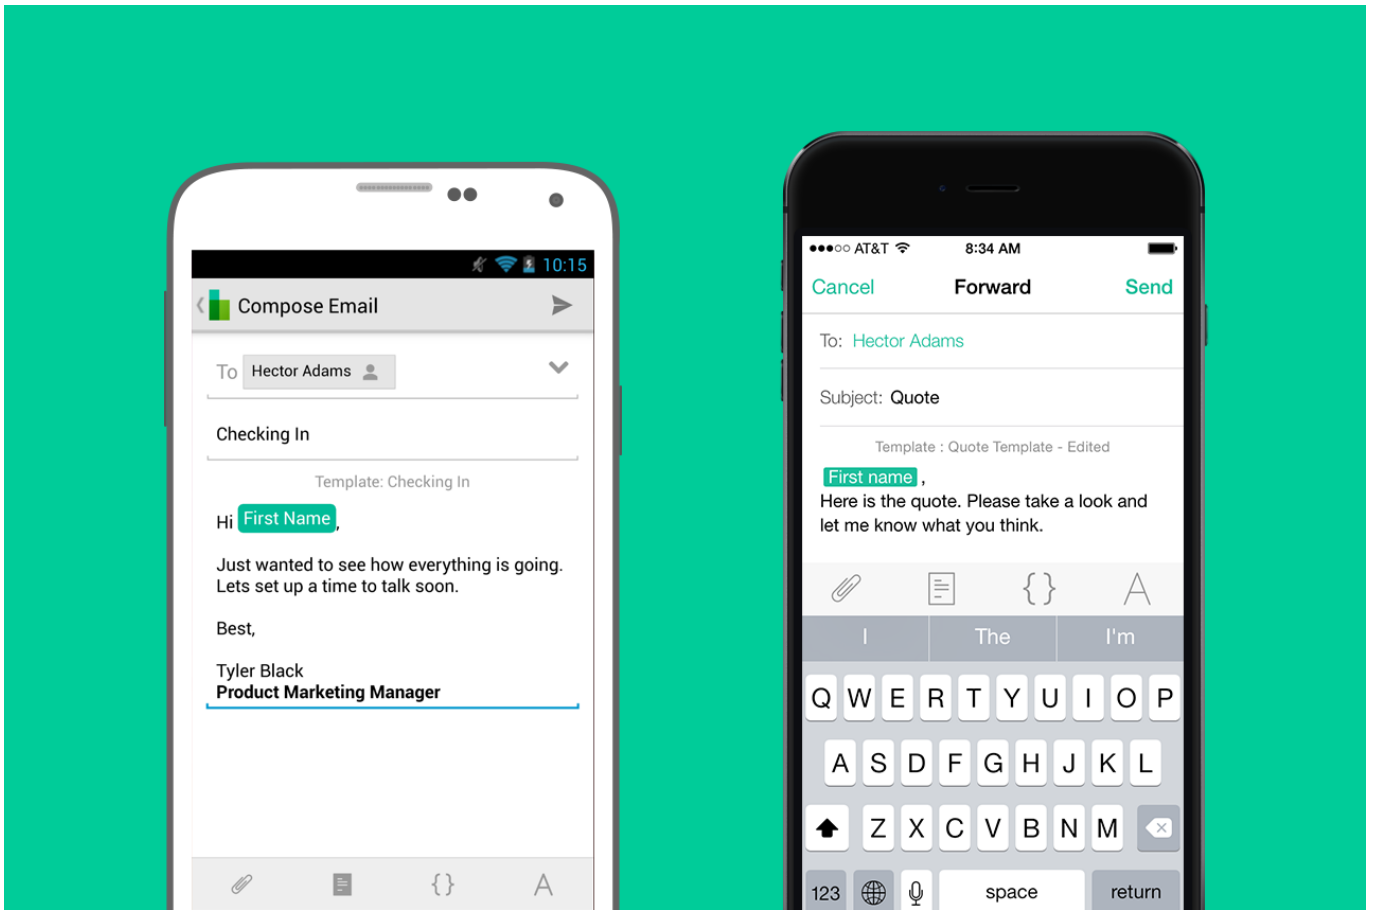 10:15
Compose Email
To Hector Adams
Checking In
Template: Checking In
Hi First Name,
Just wanted to see how everything is going.
Lets set up a time to talk soon.
Best,
Tyler Black
Product Marketing Manager
{ } A
AT&T 8:34 AM
Cancel Forward Send
To: Hector Adams
Subject: Quote
Template : Quote Template - Edited
First name ,
Here is the quote. Please take a look and
let me know what you think.
{ } A
I The I'm
Q W E R T Y U I O P
A S D F G H J K L
Z X C V B N M
123 space return